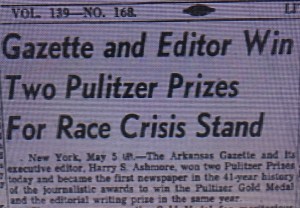 VOL. 139—NO. 168.
Gazette and Editor Win
Two Pulitzer Prizes
For Race Crisis Stand
New York, May 5 (AP).—The Arkansas Gazette and its
executive editor, Harry S. Ashmore, won two Pulitzer Prizes
today and became the first newspaper in the 41-year history
of the journalistic awards to win the Pulitzer Gold Medal
and the editorial writing prize in the same year.